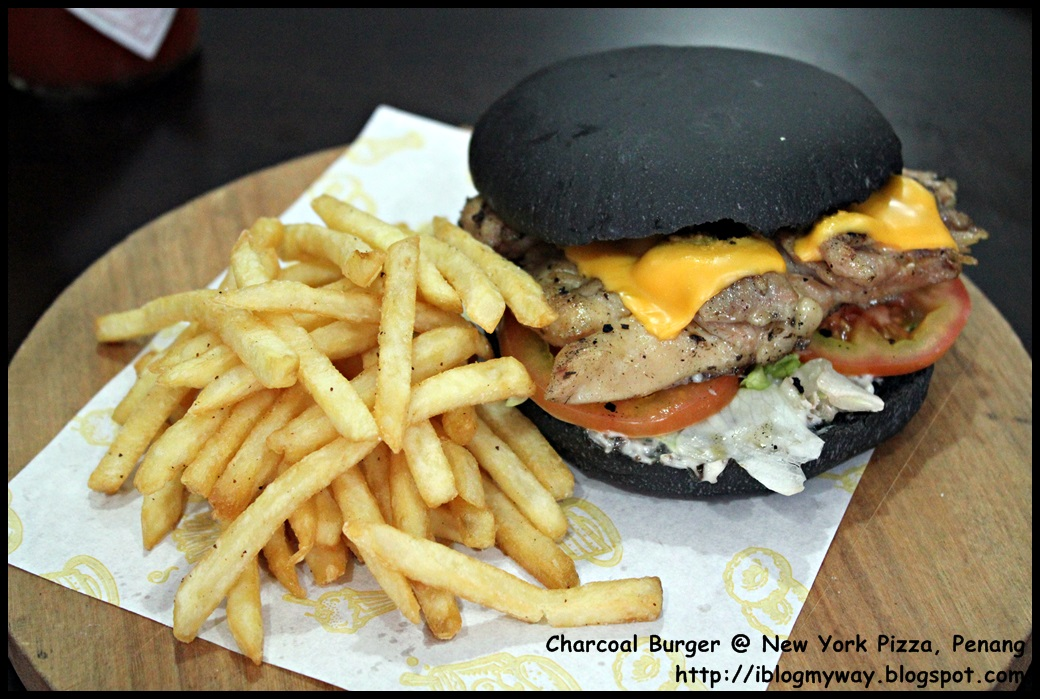 Charcoal Burger @ New York Pizza, Penang
http://iblogmyway.blogspot.com